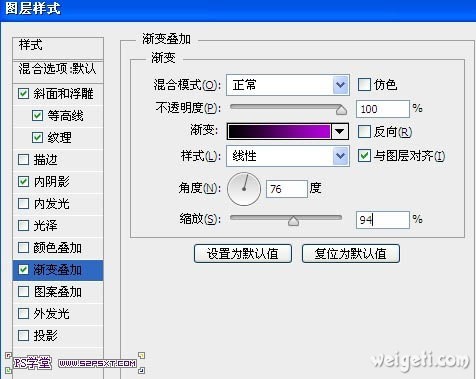 图层样式
样式
混合选项:默认
斜面和浮雕
等高线
纹理
描边
内阴影
内发光
光泽
颜色叠加
渐变叠加
图案叠加
外发光
投影
渐变叠加
渐变
混合模式(O): 正常 仿色
不透明度(P): 100 %
渐变: 反向(R)
样式(L): 线性 与图层对齐(I)
角度(N): 76 度
缩放(S): 94 %
设置为默认值 复位为默认值
PS学堂 www.52psxt.com
weigeti.com